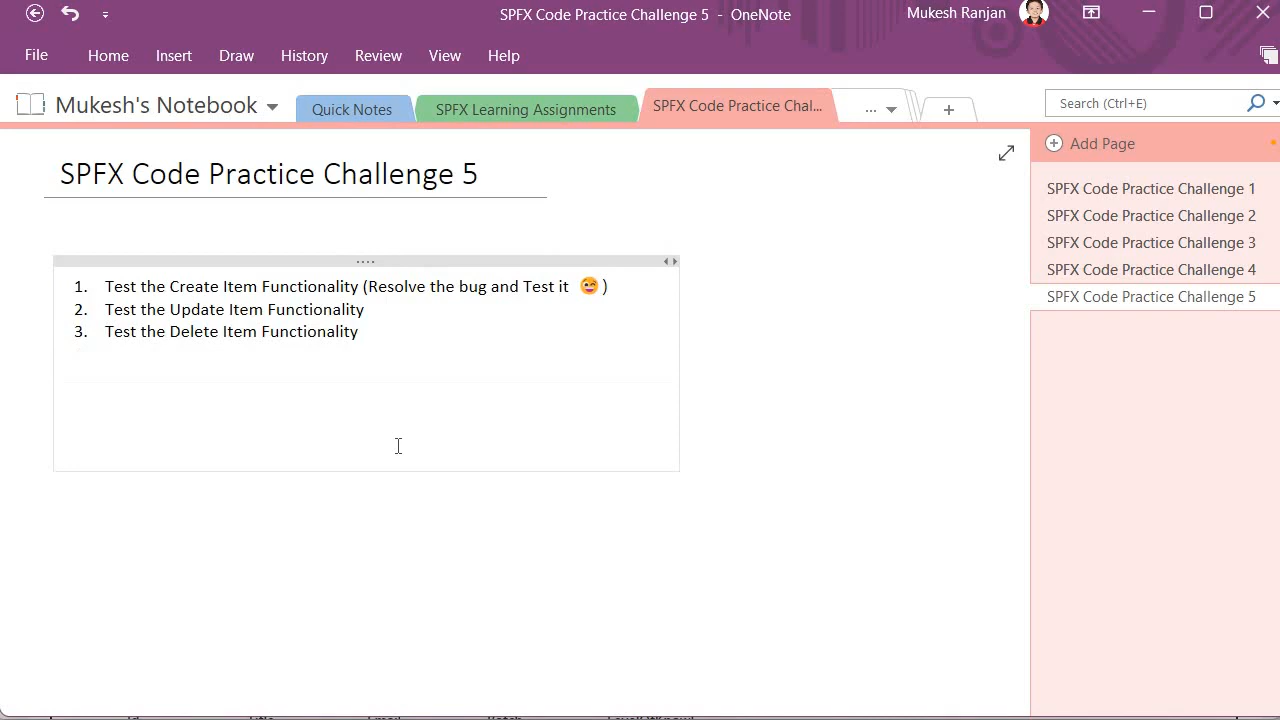 SPFX Code Practice Challenge 5 - OneNote
Mukesh Ranjan
File Home Insert Draw History Review View Help
Mukesh's Notebook
Quick Notes
SPFX Learning Assignments
SPFX Code Practice Chal...
...
Search (Ctrl+E)
SPFX Code Practice Challenge 5
1. Test the Create Item Functionality (Resolve the bug and Test it 😅 )
2. Test the Update Item Functionality
3. Test the Delete Item Functionality
Add Page
SPFX Code Practice Challenge 1
SPFX Code Practice Challenge 2
SPFX Code Practice Challenge 3
SPFX Code Practice Challenge 4
SPFX Code Practice Challenge 5